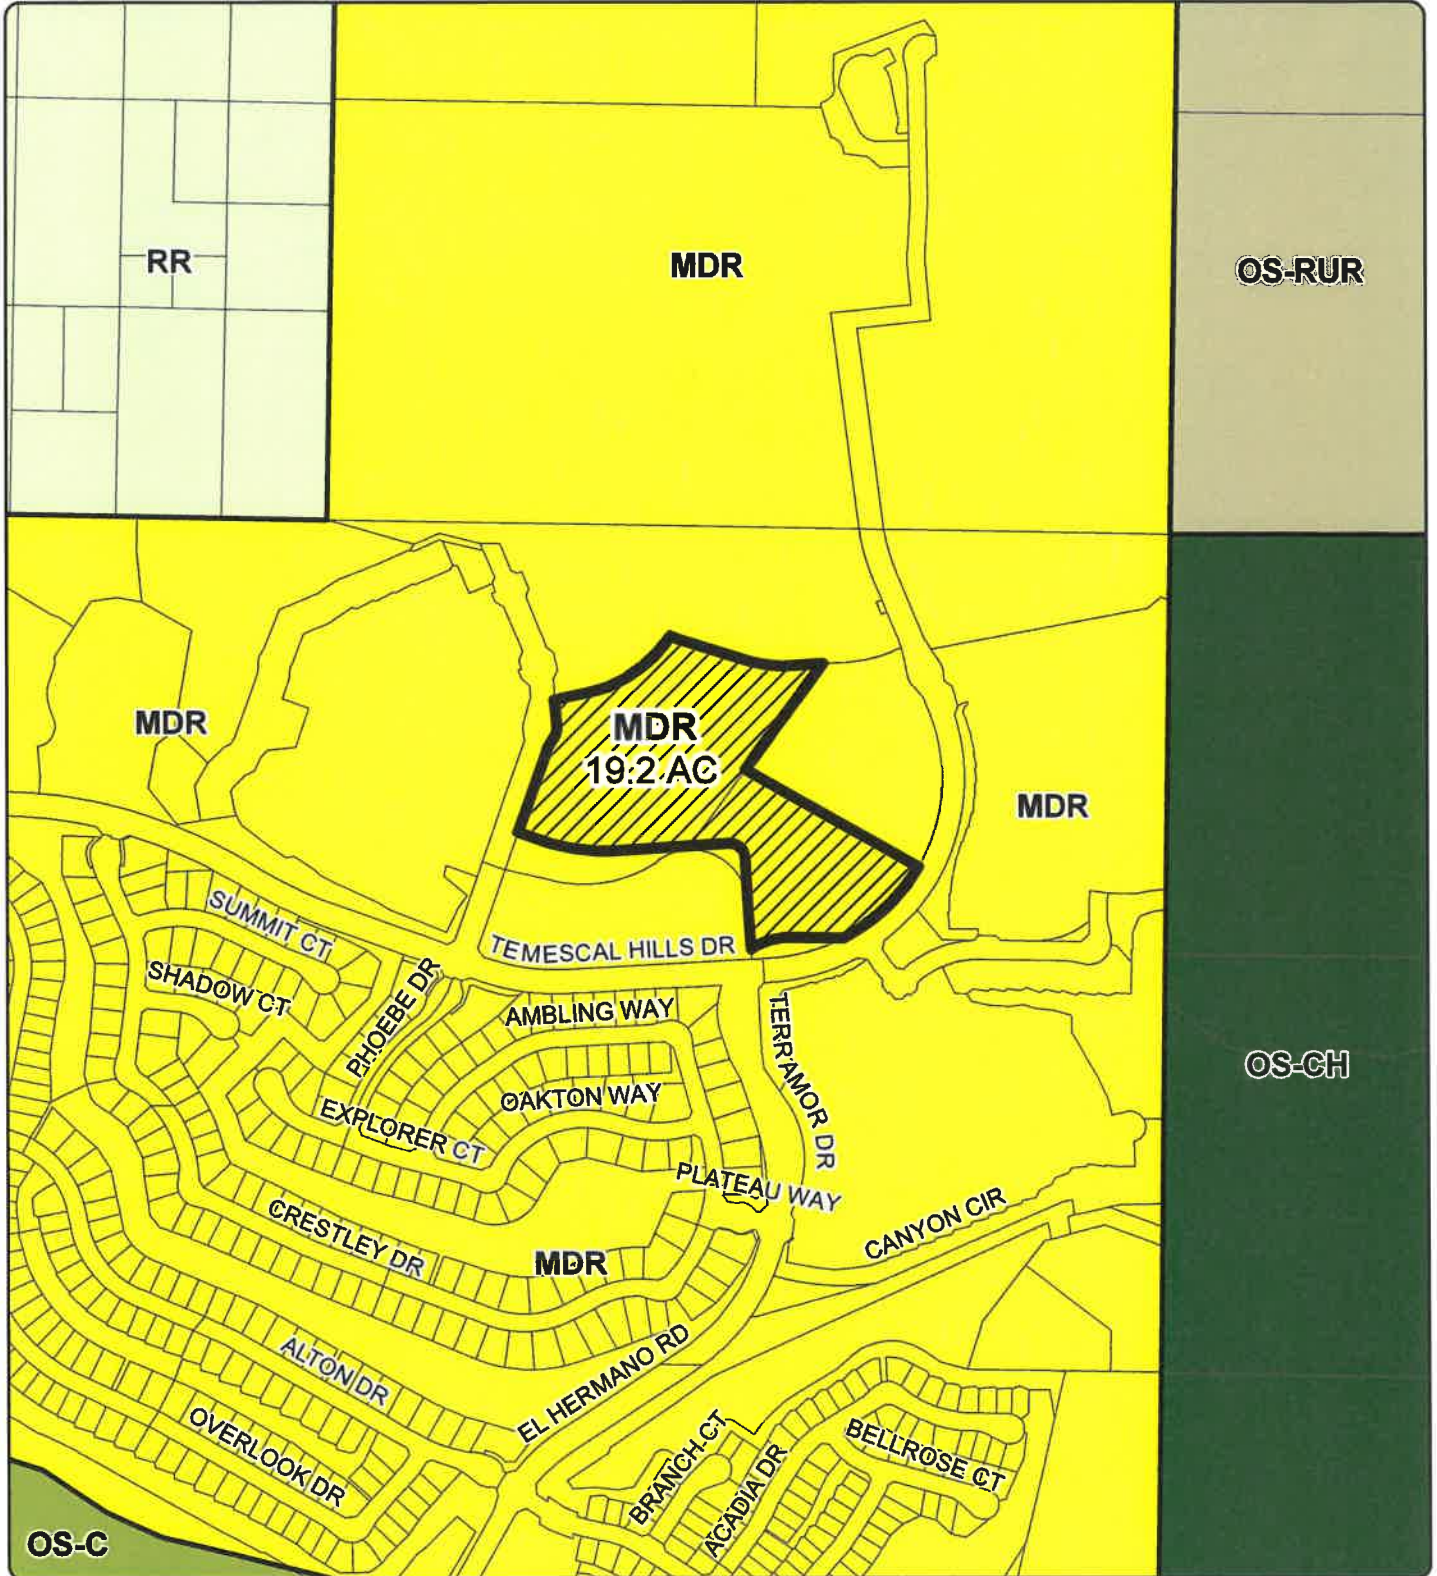 RR
MDR
OS-RUR
MDR
MDR
19.2 AC
MDR
SUMMIT CT
TEMESCAL HILLS DR
SHADOW CT
PHOEBE DR
AMBLING WAY
TERRAMOR DR
OS-CH
OAKTON WAY
EXPLORER CT
PLATEAU WAY
CRESTLEY DR
CANYON CIR
MDR
ALTON DR
EL HERMANO RD
OVERLOOK DR
BRANCH CT
ACADIA DR
BELLROSE CT
OS-C